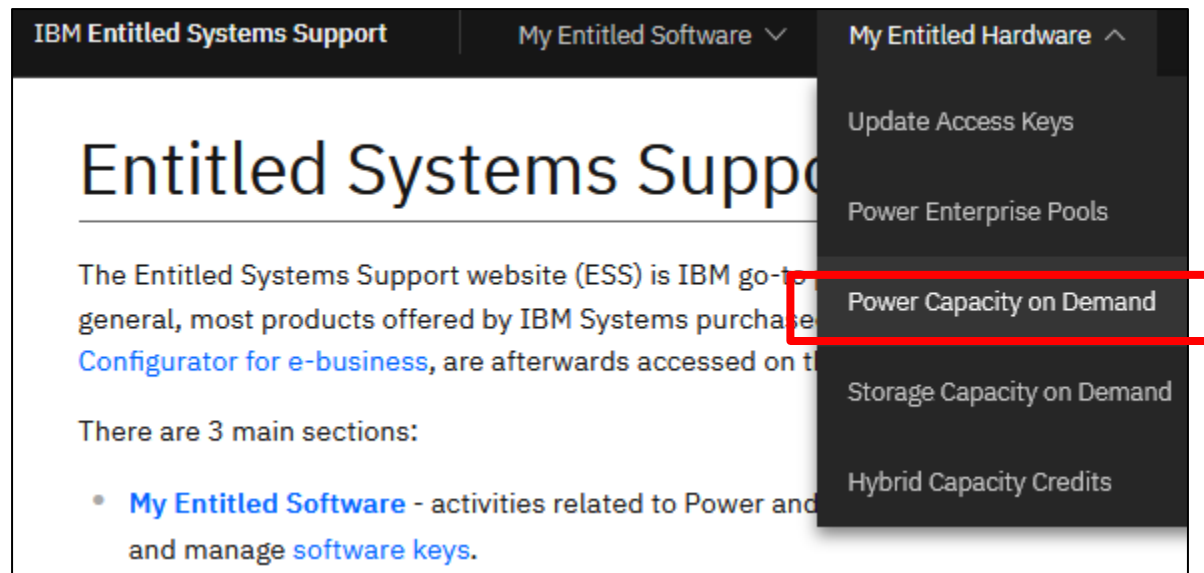 IBM Entitled Systems Support
My Entitled Software
My Entitled Hardware
Update Access Keys
Power Enterprise Pools
Power Capacity on Demand
Storage Capacity on Demand
Hybrid Capacity Credits
Entitled Systems
The Entitled Systems Support website (ESS) is IBM go-to
general, most products offered by IBM Systems
Configurator for e-business, are afterwards accessed on
There are 3 main sections:
• My Entitled Software - activities related to Power and
and manage software keys.